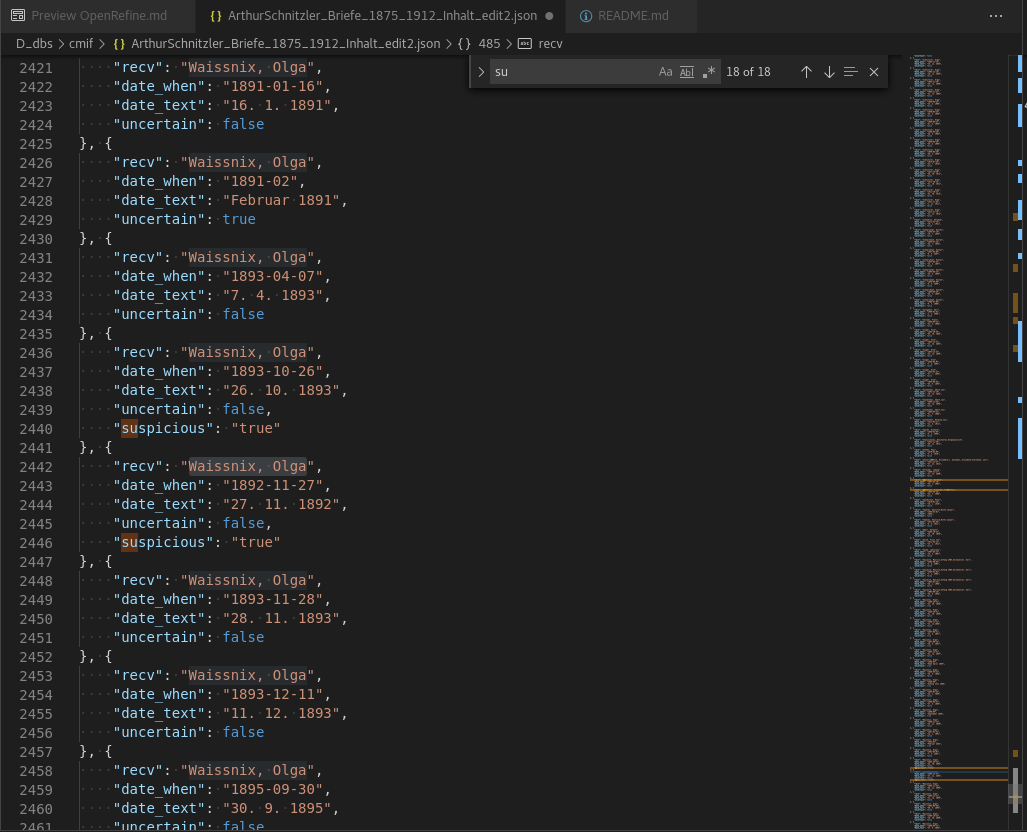 Preview OpenRefine.md
{} ArthurSchnitzler_Briefe_1875_1912_Inhalt_edit2.json ●
README.md
...
D_dbs > cmif > {} ArthurSchnitzler_Briefe_1875_1912_Inhalt_edit2.json > {} 485 > abc recv
su Aa Abl .* 18 of 18
2421 "recv": "Waissnix, Olga",
2422 "date_when": "1891-01-16",
2423 "date_text": "16. 1. 1891",
2424 "uncertain": false
2425 }, {
2426 "recv": "Waissnix, Olga",
2427 "date_when": "1891-02",
2428 "date_text": "Februar 1891",
2429 "uncertain": true
2430 }, {
2431 "recv": "Waissnix, Olga",
2432 "date_when": "1893-04-07",
2433 "date_text": "7. 4. 1893",
2434 "uncertain": false
2435 }, {
2436 "recv": "Waissnix, Olga",
2437 "date_when": "1893-10-26",
2438 "date_text": "26. 10. 1893",
2439 "uncertain": false,
2440 "suspicious": "true"
2441 }, {
2442 "recv": "Waissnix, Olga",
2443 "date_when": "1892-11-27",
2444 "date_text": "27. 11. 1892",
2445 "uncertain": false,
2446 "suspicious": "true"
2447 }, {
2448 "recv": "Waissnix, Olga",
2449 "date_when": "1893-11-28",
2450 "date_text": "28. 11. 1893",
2451 "uncertain": false
2452 }, {
2453 "recv": "Waissnix, Olga",
2454 "date_when": "1893-12-11",
2455 "date_text": "11. 12. 1893",
2456 "uncertain": false
2457 }, {
2458 "recv": "Waissnix, Olga",
2459 "date_when": "1895-09-30",
2460 "date_text": "30. 9. 1895",
2461 "uncertain": false